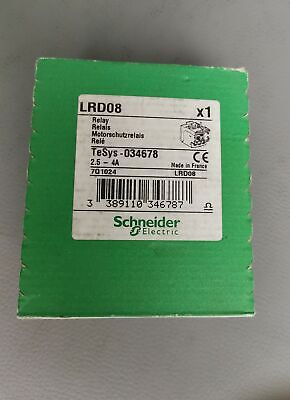 LRD08 x1
Relay
Relais
Motorschutzrelais
Relé
TeSys-034678
2.5 - 4A Made in France
7D1024 LRD08
3 389110 346787
Schneider
Electric